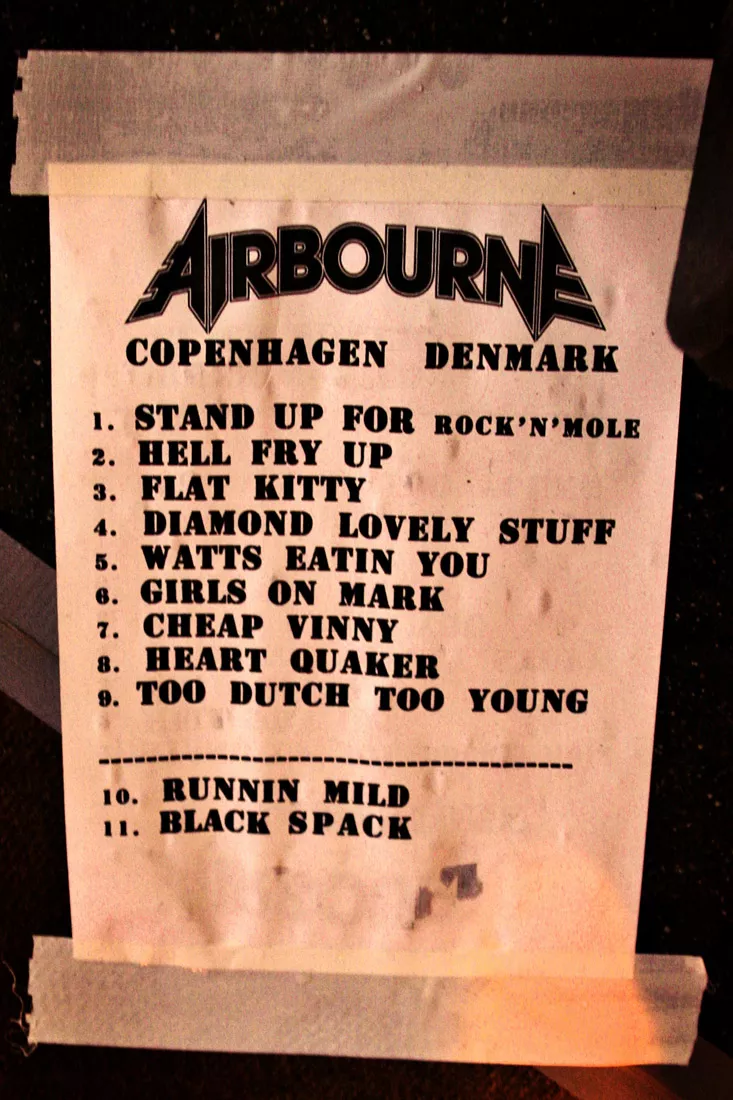 AIRBOURNE
COPENHAGEN DENMARK
1. STAND UP FOR ROCK'N'MOLE
2. HELL FRY UP
3. FLAT KITTY
4. DIAMOND LOVELY STUFF
5. WATTS EATIN YOU
6. GIRLS ON MARK
7. CHEAP VINNY
8. HEART QUAKER
9. TOO DUTCH TOO YOUNG
10. RUNNIN MILD
11. BLACK SPACK